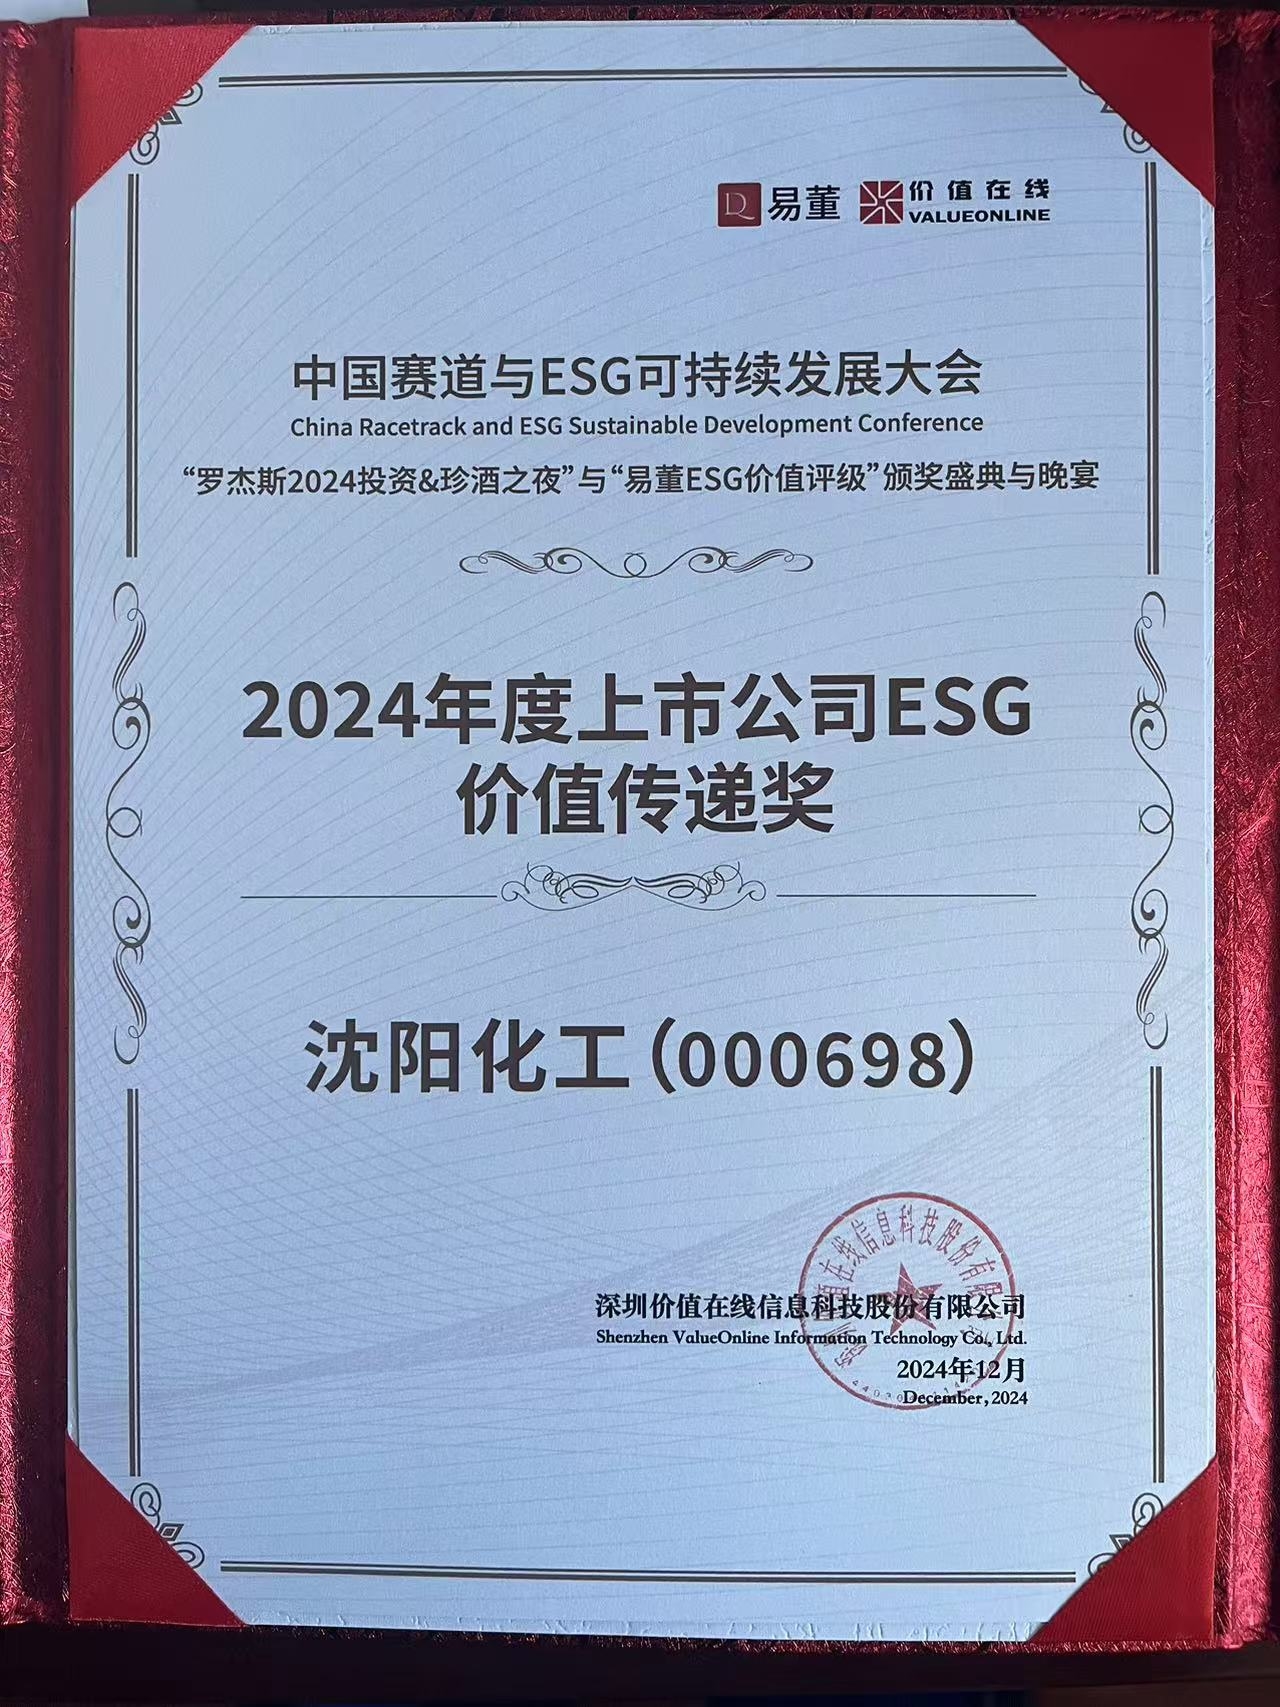 易董 价值在线
VALUEONLINE
中国赛道与ESG可持续发展大会
China Racetrack and ESG Sustainable Development Conference
“罗杰斯2024投资&珍酒之夜”与“易董ESG价值评级”颁奖盛典与晚宴
2024年度上市公司ESG
价值传递奖
沈阳化工(000698)
深圳价值在线信息科技股份有限公司
Shenzhen ValueOnline Information Technology Co., Ltd.
2024年12月
December, 2024